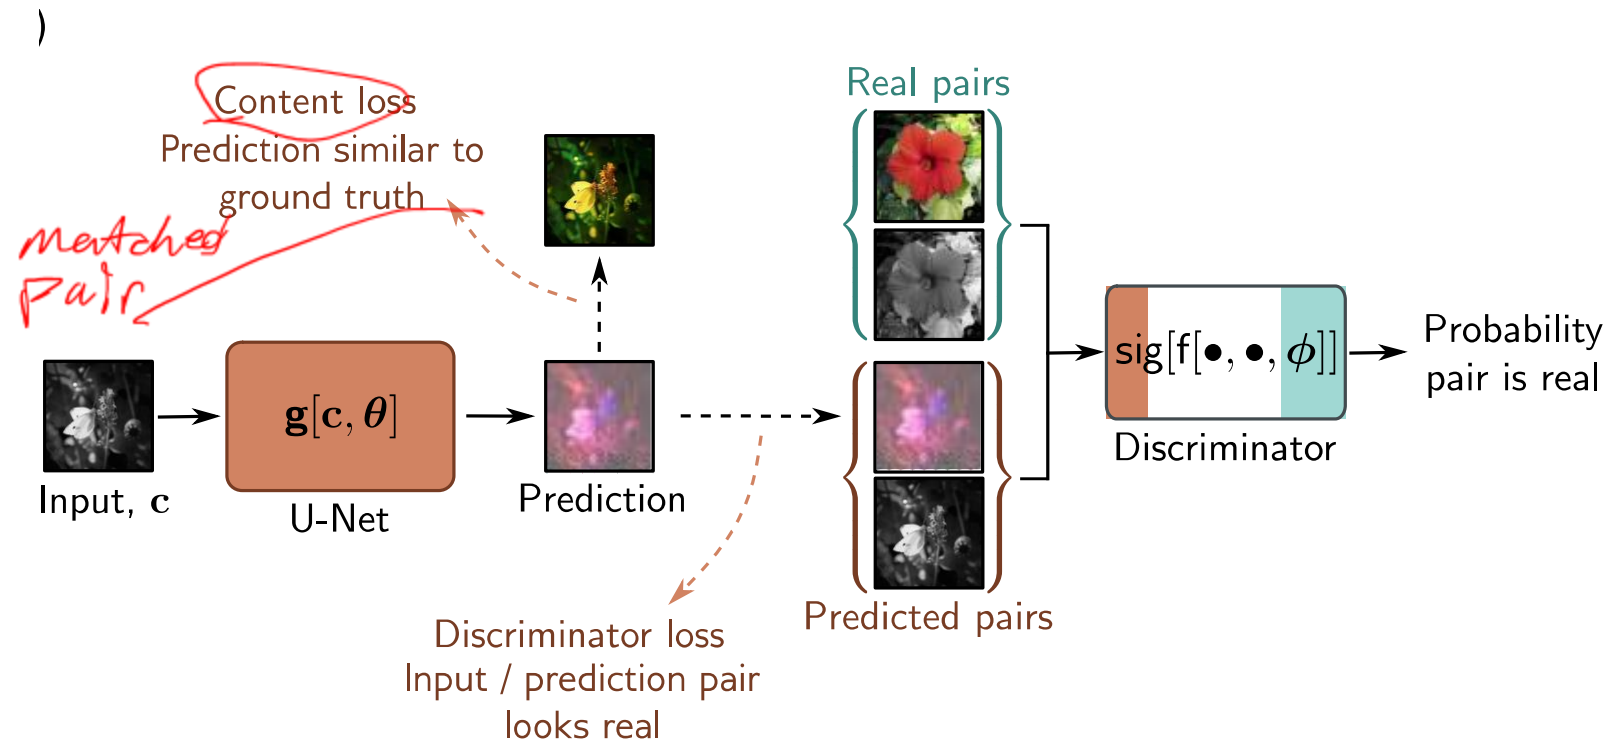 )
Content loss
Prediction similar to
ground truth
matched
pair
Real pairs
Input, c
g[c, θ]
U-Net
Prediction
sig[f[•, •, ϕ]]
Discriminator
Probability
pair is real
Predicted pairs
Discriminator loss
Input / prediction pair
looks real